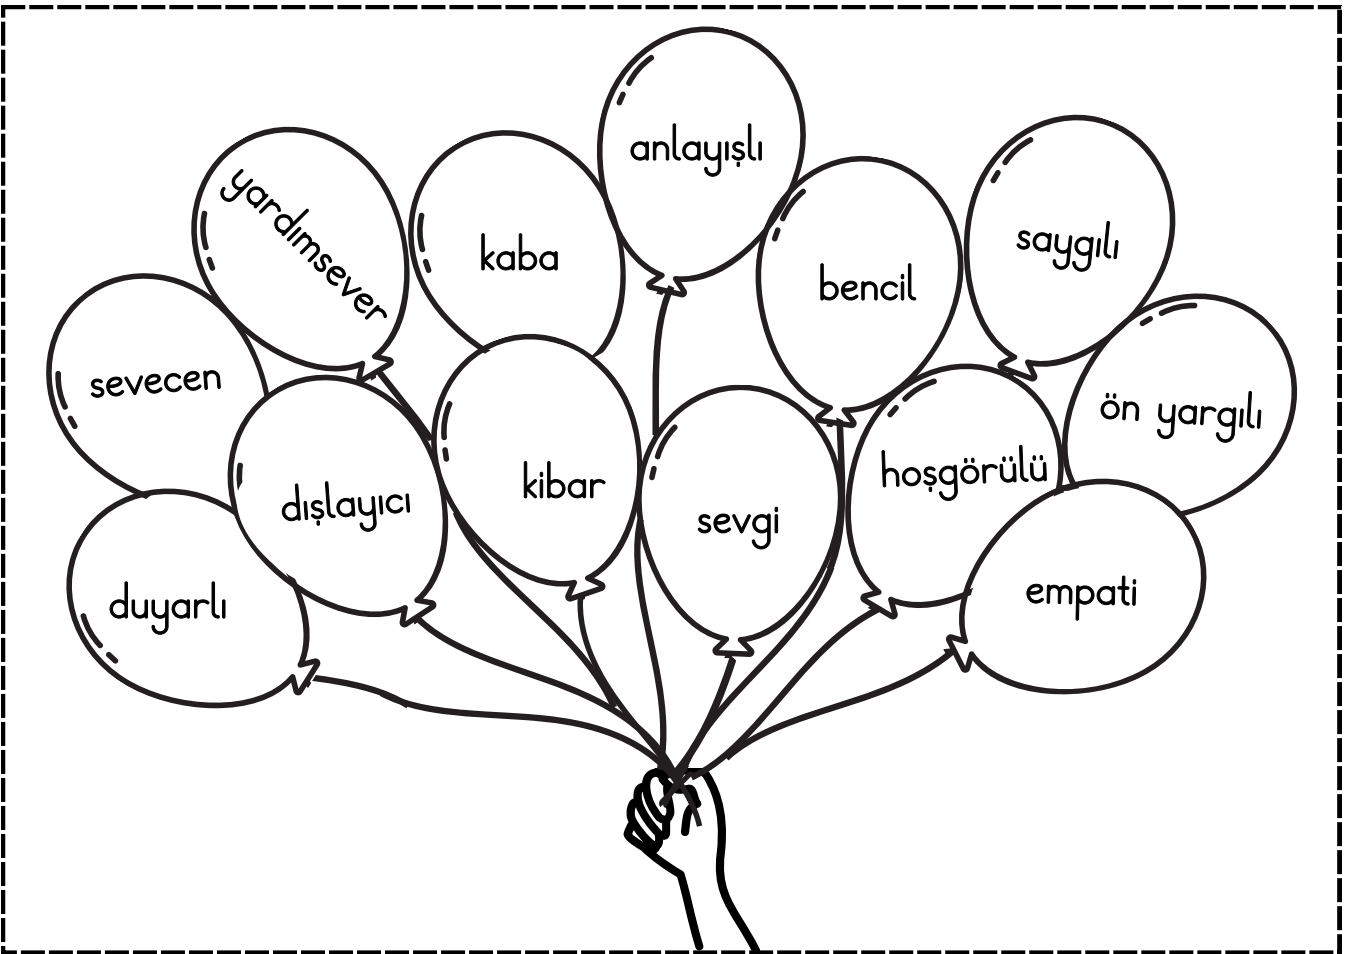 anlayışlı
yardımsever
kaba
bencil
saygılı
sevecen
kibar
sevgi
hoşgörülü
ön yargılı
dışlayıcı
duyarlı
empati